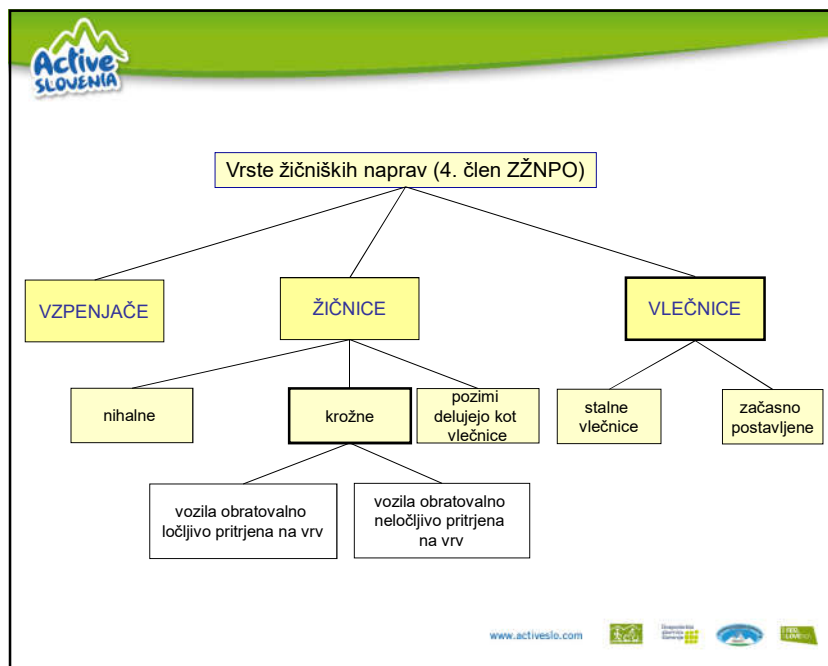 Active
SLOVENIA
Vrste žičniških naprav (4. člen ZŽNPO)
VZPENJAČE
ŽIČNICE
VLEČNICE
nihalne
krožne
pozimi
delujejo kot
vlečnice
stalne
vlečnice
začasno
postavljene
vozila obratovalno
ločljivo pritrjena na vrv
vozila obratovalno
neločljivo pritrjena
na vrv
www.activeslo.com